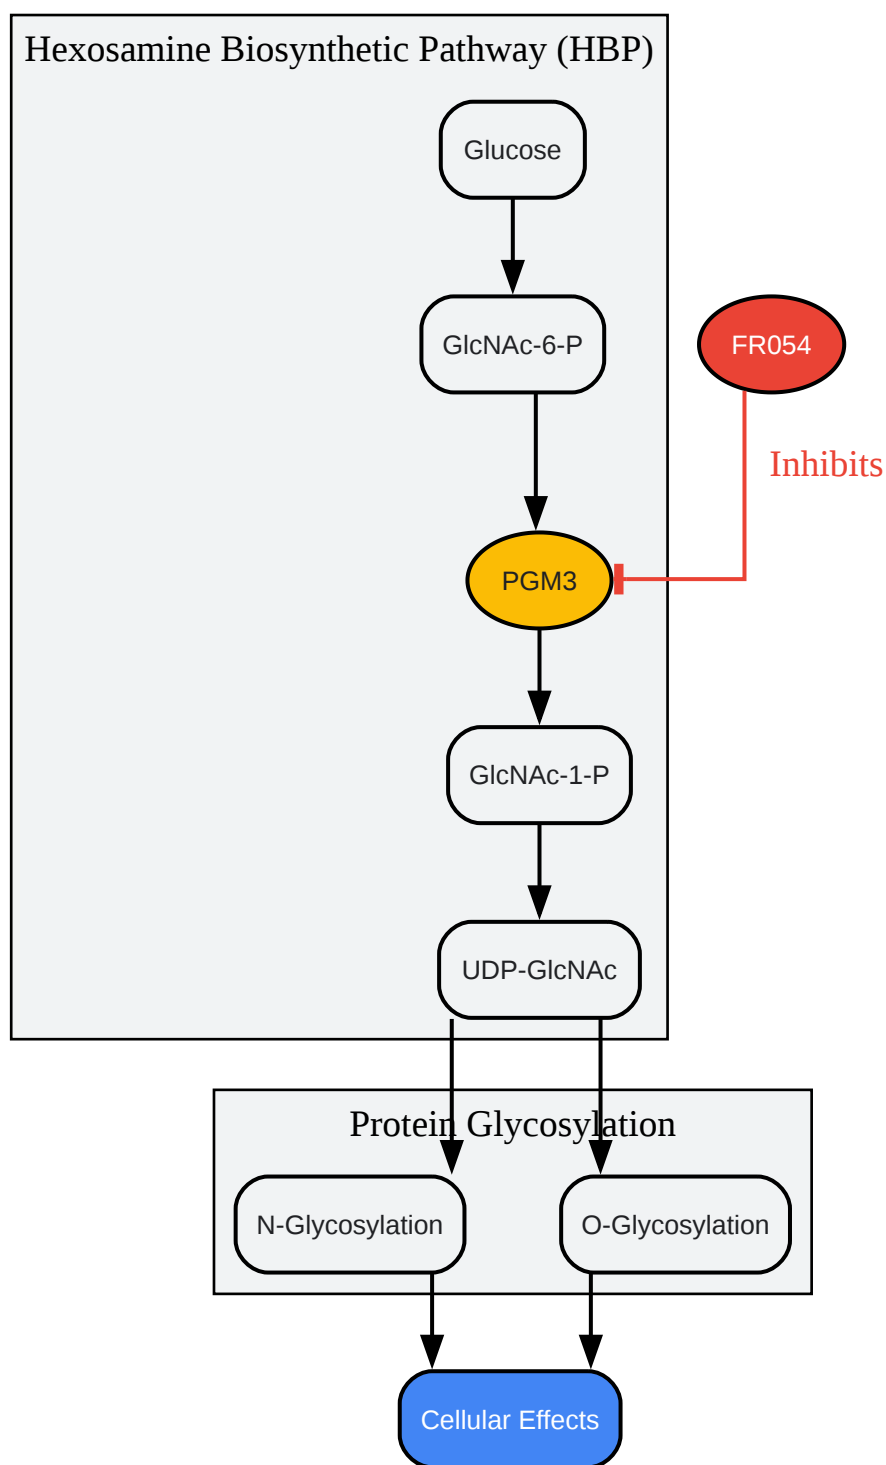 Hexosamine Biosynthetic Pathway (HBP)
Glucose
GlcNAc-6-P
FR054
Inhibits
PGM3
GlcNAc-1-P
UDP-GlcNAc
Protein Glycosylation
N-Glycosylation
O-Glycosylation
Cellular Effects